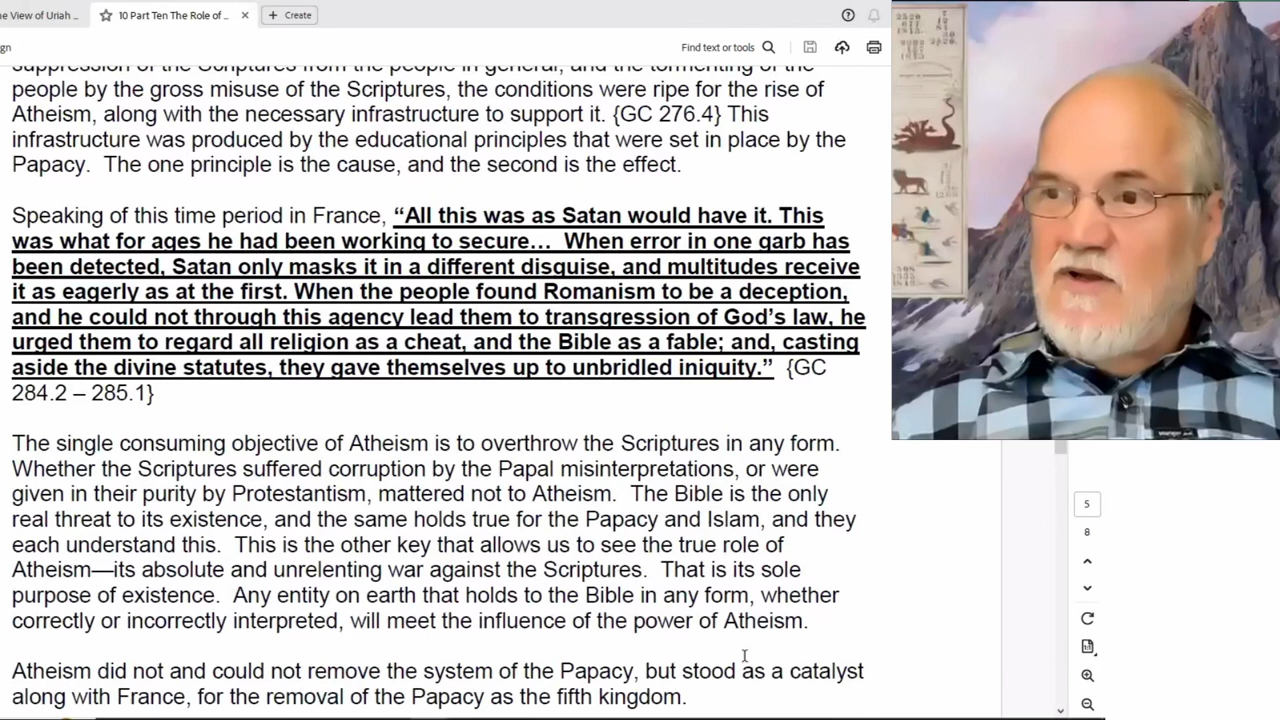 he View of Uriah ...
10 Part Ten The Role of ...
Create
gn
Find text or tools
suppression of the Scriptures from the people in general, and the tormenting of the
people by the gross misuse of the Scriptures, the conditions were ripe for the rise of
Atheism, along with the necessary infrastructure to support it. {GC 276.4} This
infrastructure was produced by the educational principles that were set in place by the
Papacy.  The one principle is the cause, and the second is the effect.
Speaking of this time period in France, “All this was as Satan would have it. This
was what for ages he had been working to secure…  When error in one garb has
been detected, Satan only masks it in a different disguise, and multitudes receive
it as eagerly as at the first. When the people found Romanism to be a deception,
and he could not through this agency lead them to transgression of God’s law, he
urged them to regard all religion as a cheat, and the Bible as a fable; and, casting
aside the divine statutes, they gave themselves up to unbridled iniquity.”  {GC
284.2 – 285.1}
The single consuming objective of Atheism is to overthrow the Scriptures in any form.
Whether the Scriptures suffered corruption by the Papal misinterpretations, or were
given in their purity by Protestantism, mattered not to Atheism.  The Bible is the only
real threat to its existence, and the same holds true for the Papacy and Islam, and they
each understand this.  This is the other key that allows us to see the true role of
Atheism—its absolute and unrelenting war against the Scriptures.  That is its sole
purpose of existence.  Any entity on earth that holds to the Bible in any form, whether
correctly or incorrectly interpreted, will meet the influence of the power of Atheism.
Atheism did not and could not remove the system of the Papacy, but stood as a catalyst
along with France, for the removal of the Papacy as the fifth kingdom.
5
8